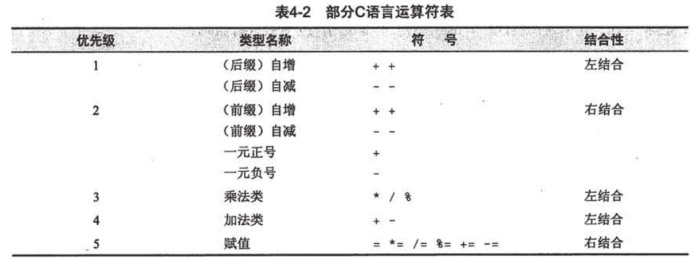 表4-2 部分C语言运算符表
优先级 类型名称 符 号 结合性
1 （后缀）自增 + + 左结合
（后缀）自减 - -
2 （前缀）自增 + + 右结合
（前缀）自减 - -
一元正号 +
一元负号 -
3 乘法类 * / % 左结合
4 加法类 + - 左结合
5 赋值 = *= /= %= += -= 右结合